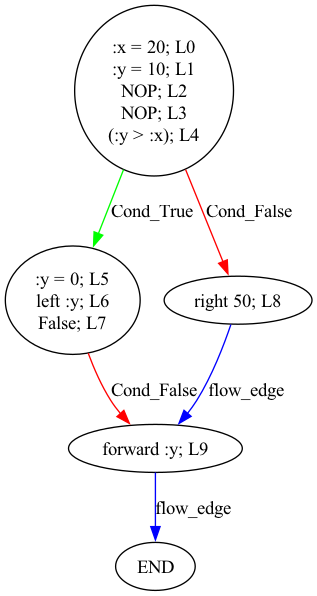 :x = 20; L0
:y = 10; L1
NOP; L2
NOP; L3
(:y > :x); L4
Cond_True
Cond_False
:y = 0; L5
left :y; L6
False; L7
right 50; L8
Cond_False
flow_edge
forward :y; L9
flow_edge
END